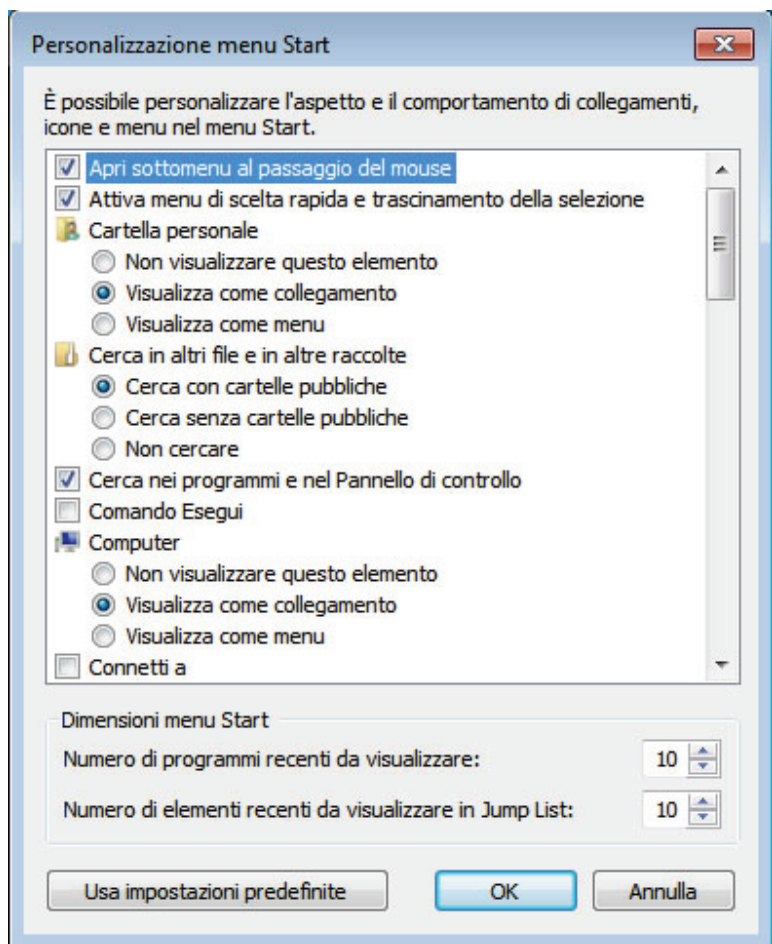 Personalizzazione menu Start
È possibile personalizzare l'aspetto e il comportamento di collegamenti,
icone e menu nel menu Start.
Apri sottomenu al passaggio del mouse
Attiva menu di scelta rapida e trascinamento della selezione
Cartella personale
Non visualizzare questo elemento
Visualizza come collegamento
Visualizza come menu
Cerca in altri file e in altre raccolte
Cerca con cartelle pubbliche
Cerca senza cartelle pubbliche
Non cercare
Cerca nei programmi e nel Pannello di controllo
Comando Esegui
Computer
Non visualizzare questo elemento
Visualizza come collegamento
Visualizza come menu
Connetti a
Dimensioni menu Start
Numero di programmi recenti da visualizzare: 10
Numero di elementi recenti da visualizzare in Jump List: 10
Usa impostazioni predefinite OK Annulla